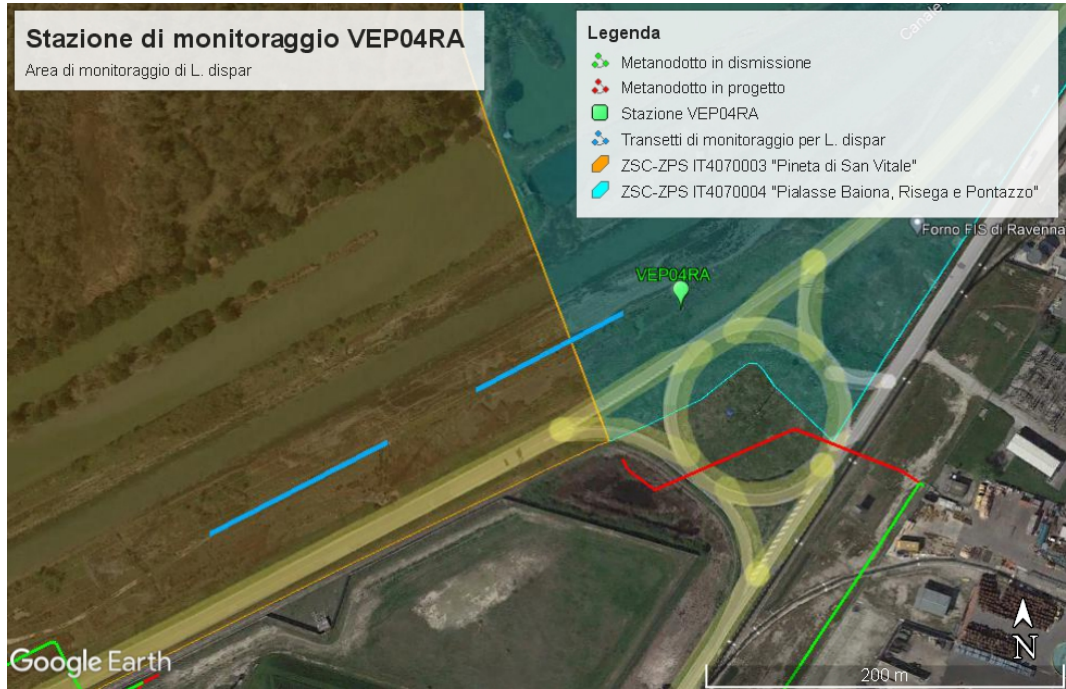 Stazione di monitoraggio VEP04RA
Area di monitoraggio di L. dispar
Legenda
Metanodotto in dismissione
Metanodotto in progetto
Stazione VEP04RA
Transetti di monitoraggio per L. dispar
ZSC-ZPS IT4070003 "Pineta di San Vitale"
ZSC-ZPS IT4070004 "Pialasse Baiona, Risega e Pontazzo"
Canale
Forno FIS di Ravenna
VEP04RA
Google Earth
N
200 m